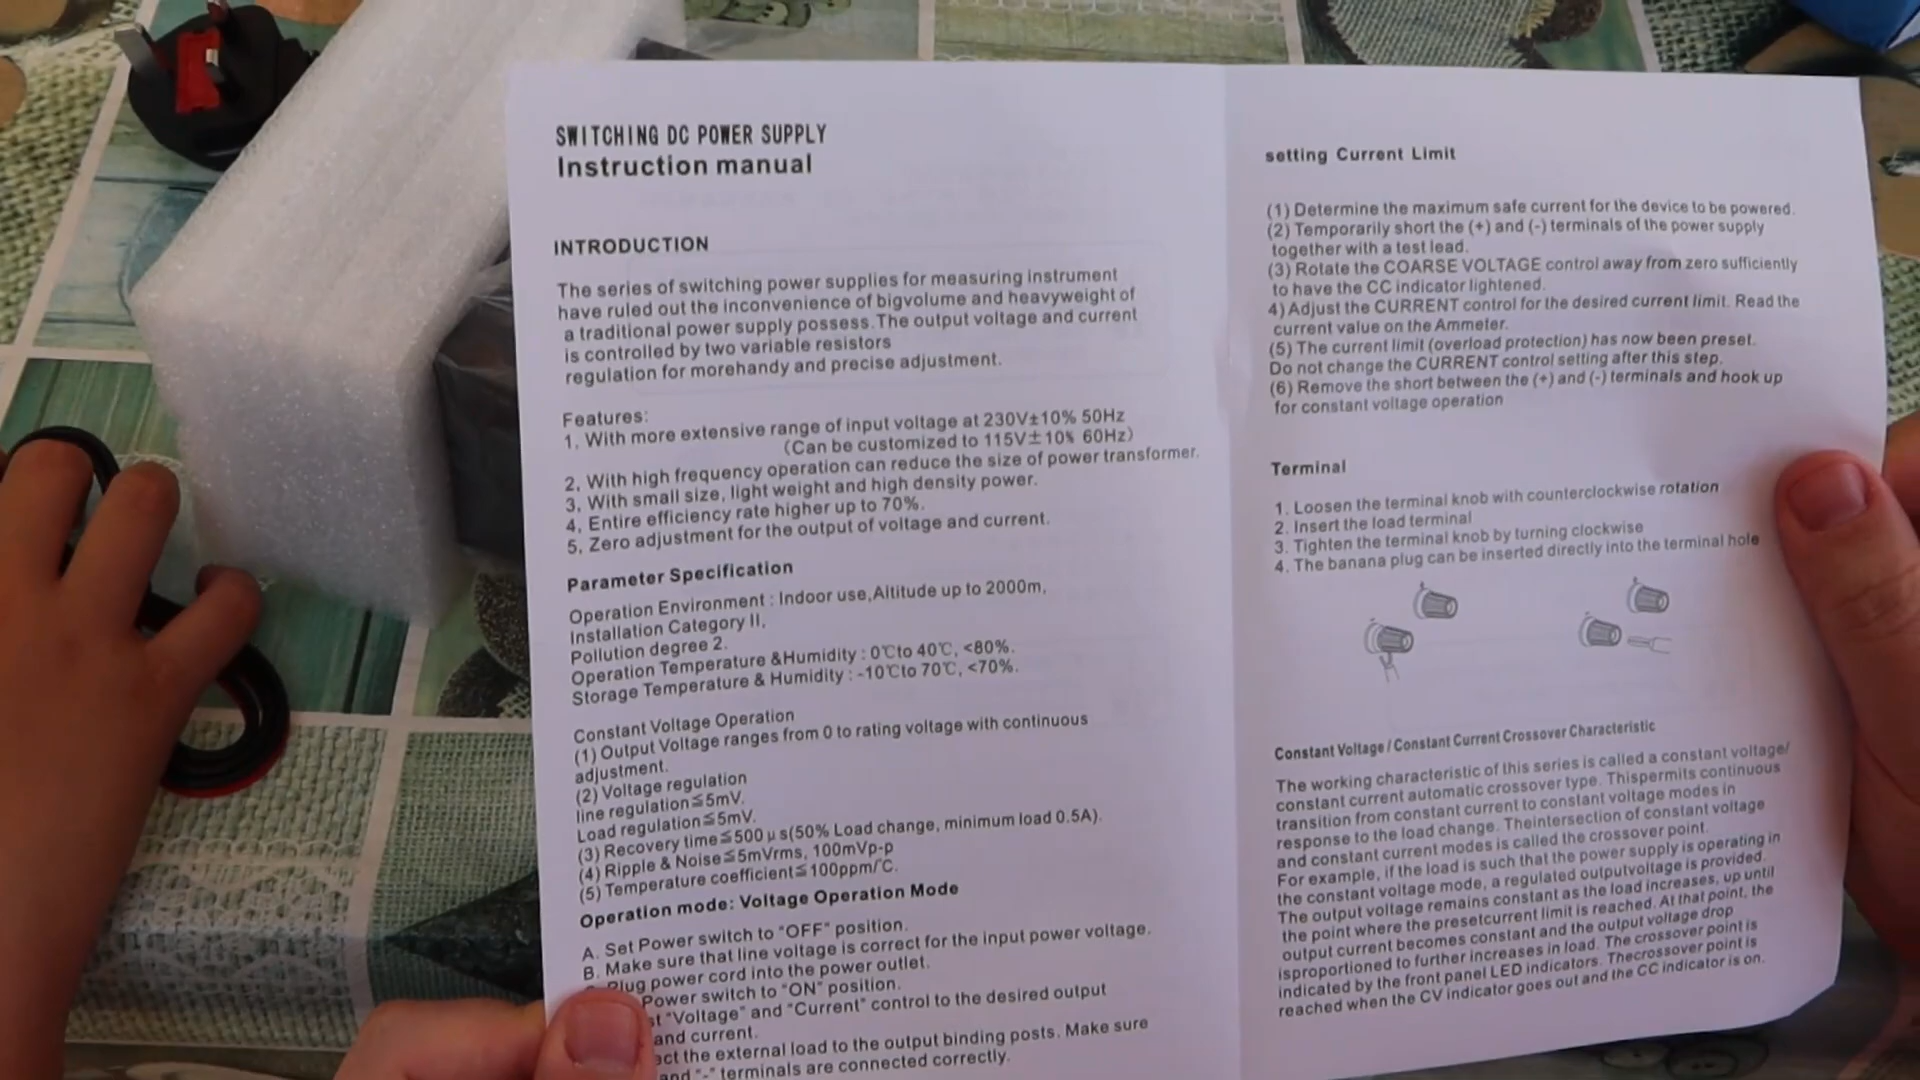 SWITCHING DC POWER SUPPLY
Instruction manual
INTRODUCTION
The series of switching power supplies for measuring instrument
have ruled out the inconvenience of bigvolume and heavyweight of
a traditional power supply possess.The output voltage and current
is controlled by two variable resistors
regulation for morehandy and precise adjustment.
Features:
1. With more extensive range of input voltage at 230V±10% 50Hz
(Can be customized to 115V±10% 60Hz)
2. With high frequency operation can reduce the size of power transformer.
3. With small size, light weight and high density power.
4. Entire efficiency rate higher up to 70%.
5. Zero adjustment for the output of voltage and current.
Parameter Specification
Operation Environment : Indoor use,Altitude up to 2000m,
Installation Category II,
Pollution degree 2.
Operation Temperature &Humidity : 0℃to 40℃, <80%.
Storage Temperature & Humidity : -10℃to 70℃, <70%.
Constant Voltage Operation
(1) Output Voltage ranges from 0 to rating voltage with continuous
adjustment.
(2) Voltage regulation
line regulation≦5mV.
Load regulation≦5mV.
(3) Recovery time≦500μs(50% Load change, minimum load 0.5A).
(4) Ripple & Noise≦5mVrms, 100mVp-p
(5) Temperature coefficient≦100ppm/℃.
Operation mode: Voltage Operation Mode
A. Set Power switch to "OFF" position.
B. Make sure that line voltage is correct for the input power voltage.
Plug power cord into the power outlet.
Power switch to "ON" position.
"Voltage" and "Current" control to the desired output
and current.
the external load to the output binding posts. Make sure
and "-" terminals are connected correctly.
setting Current Limit
(1) Determine the maximum safe current for the device to be powered.
(2) Temporarily short the (+) and (-) terminals of the power supply
together with a test lead.
(3) Rotate the COARSE VOLTAGE control away from zero sufficiently
to have the CC indicator lightened.
4) Adjust the CURRENT control for the desired current limit. Read the
current value on the Ammeter.
(5) The current limit (overload protection) has now been preset.
Do not change the CURRENT control setting after this step.
(6) Remove the short between the (+) and (-) terminals and hook up
for constant voltage operation
Terminal
1. Loosen the terminal knob with counterclockwise rotation
2. Insert the load terminal
3. Tighten the terminal knob by turning clockwise
4. The banana plug can be inserted directly into the terminal hole
Constant Voltage / Constant Current Crossover Characteristic
The working characteristic of this series is called a constant voltage/
constant current automatic crossover type. Thispermits continuous
transition from constant current to constant voltage modes in
response to the load change. Theintersection of constant voltage
and constant current modes is called the crossover point.
For example, if the load is such that the power supply is operating in
the constant voltage mode, a regulated outputvoltage is provided.
The output voltage remains constant as the load increases, up until
the point where the presetcurrent limit is reached. At that point, the
output current becomes constant and the output voltage drop
isproportioned to further increases in load. The crossover point is
indicated by the front panel LED indicators. Thecrossover point is
reached when the CV indicator goes out and the CC indicator is on.